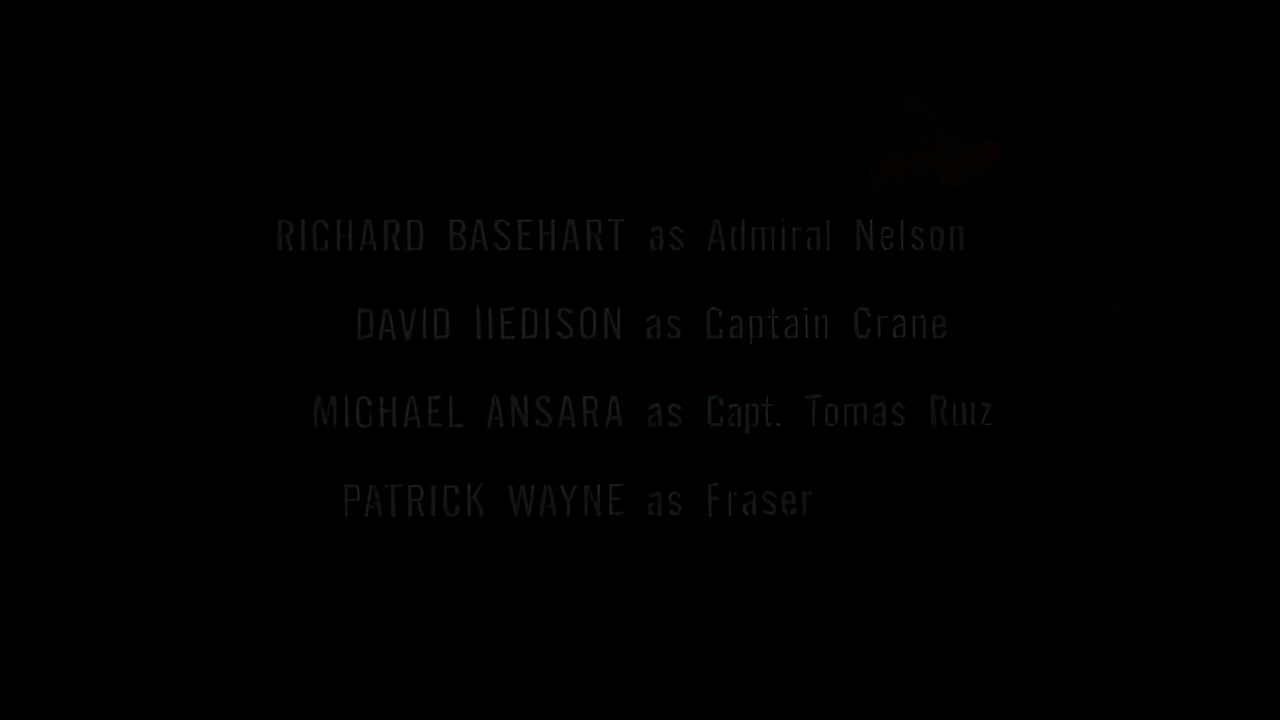 RICHARD BASEHART as Admiral Nelson
DAVID HEDISON as Captain Crane
MICHAEL ANSARA as Capt. Tomas Ruiz
PATRICK WAYNE as Fraser